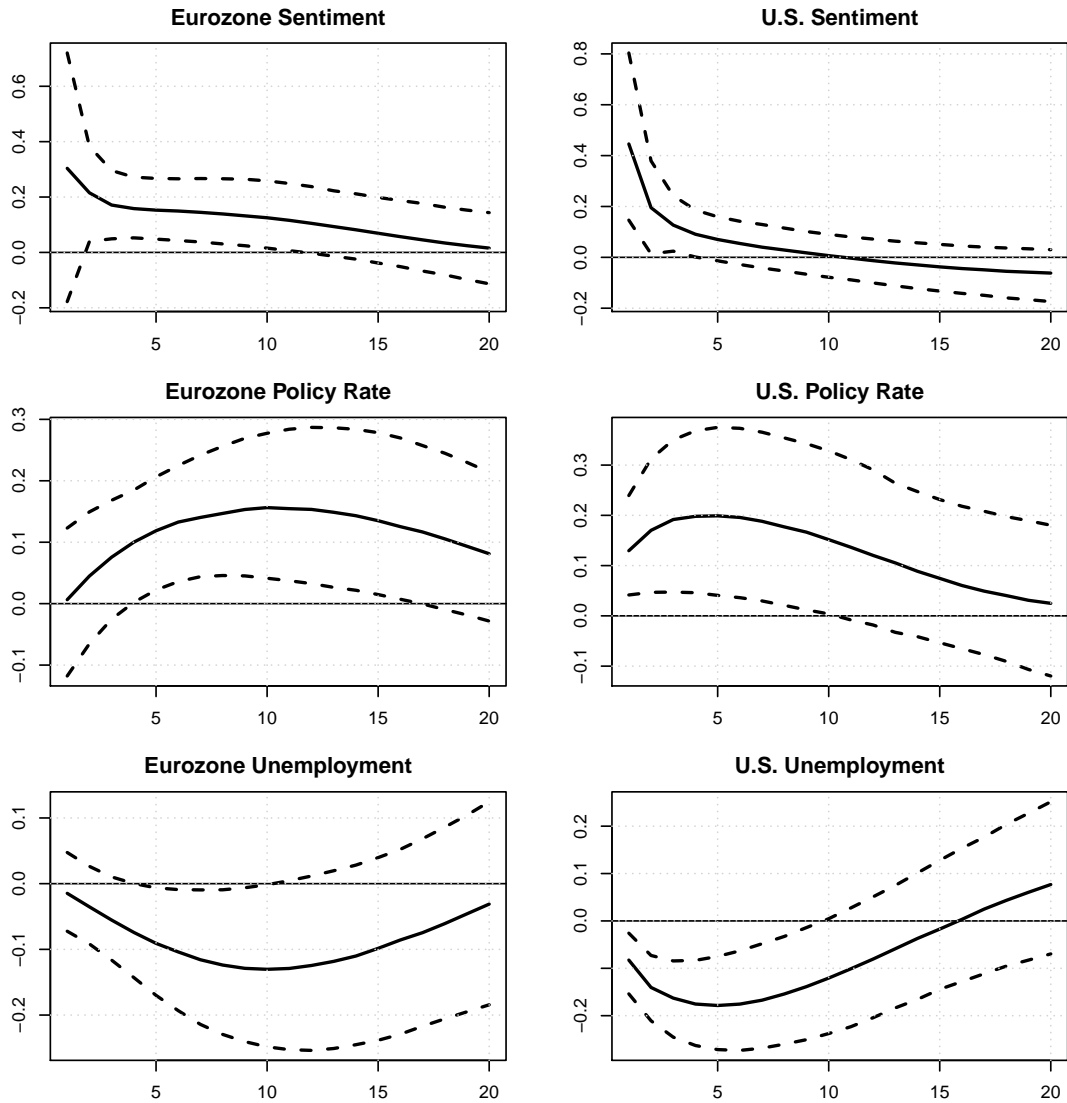 Eurozone Sentiment
−0.2 0.0 0.2 0.4 0.6
5 10 15 20
U.S. Sentiment
−0.2 0.0 0.2 0.4 0.6 0.8
5 10 15 20
Eurozone Policy Rate
−0.1 0.0 0.1 0.2 0.3
5 10 15 20
U.S. Policy Rate
−0.1 0.0 0.1 0.2 0.3
5 10 15 20
Eurozone Unemployment
−0.2 −0.1 0.0 0.1
5 10 15 20
U.S. Unemployment
−0.2 0.0 0.1 0.2
5 10 15 20